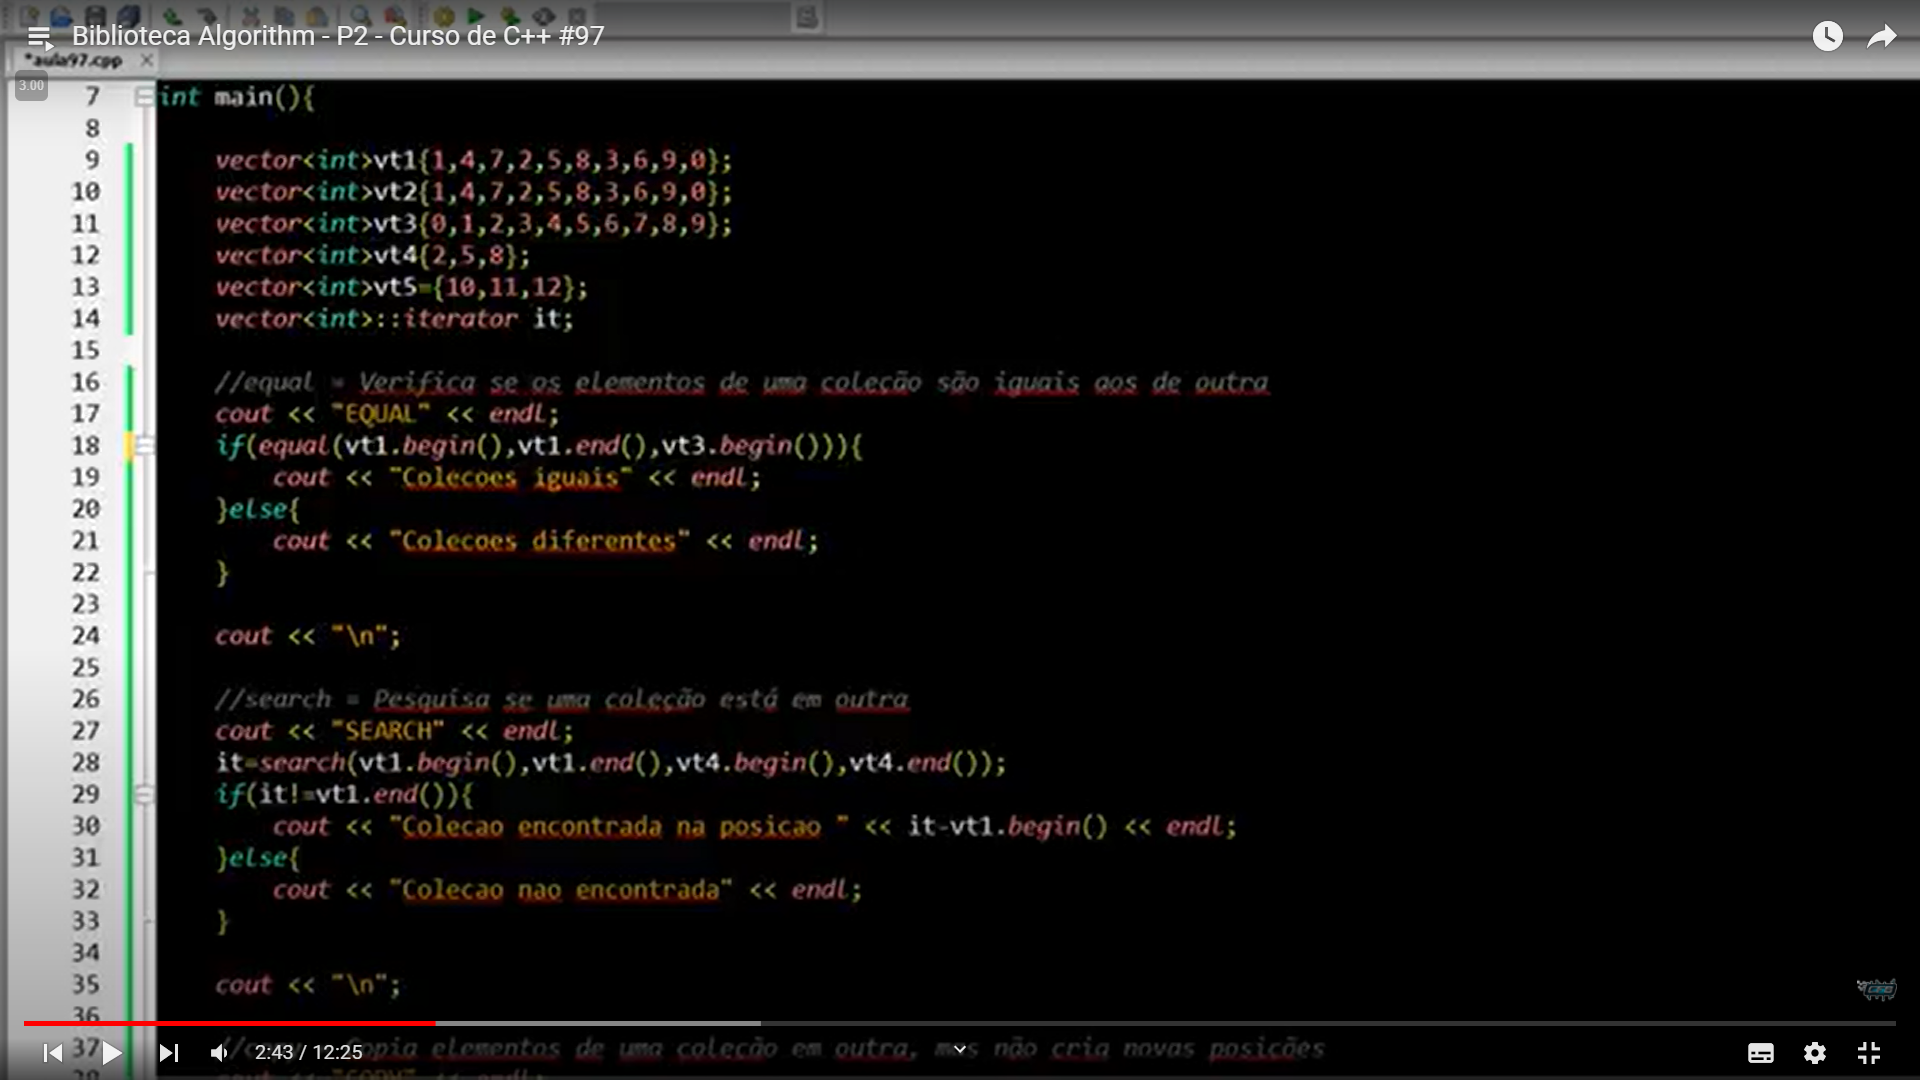 Biblioteca Algorithm - P2 - Curso de C++ #97
*aula97.cpp
3.00
7 int main(){
8
9 vector<int>vt1{1,4,7,2,5,8,3,6,9,0};
10 vector<int>vt2{1,4,7,2,5,8,3,6,9,0};
11 vector<int>vt3{0,1,2,3,4,5,6,7,8,9};
12 vector<int>vt4{2,5,8};
13 vector<int>vt5={10,11,12};
14 vector<int>::iterator it;
15
16 //equal = Verifica se os elementos de uma coleção são iguais aos de outra
17 cout << "EQUAL" << endl;
18 if(equal(vt1.begin(),vt1.end(),vt3.begin())){
19 cout << "Colecoes iguais" << endl;
20 }else{
21 cout << "Colecoes diferentes" << endl;
22 }
23
24 cout << "\n";
25
26 //search = Pesquisa se uma coleção está em outra
27 cout << "SEARCH" << endl;
28 it=search(vt1.begin(),vt1.end(),vt4.begin(),vt4.end());
29 if(it!=vt1.end()){
30 cout << "Colecao encontrada na posicao " << it-vt1.begin() << endl;
31 }else{
32 cout << "Colecao nao encontrada" << endl;
33 }
34
35 cout << "\n";
36
37 Copia elementos de uma coleção em outra, mas não cria novas posições
2:43 / 12:25